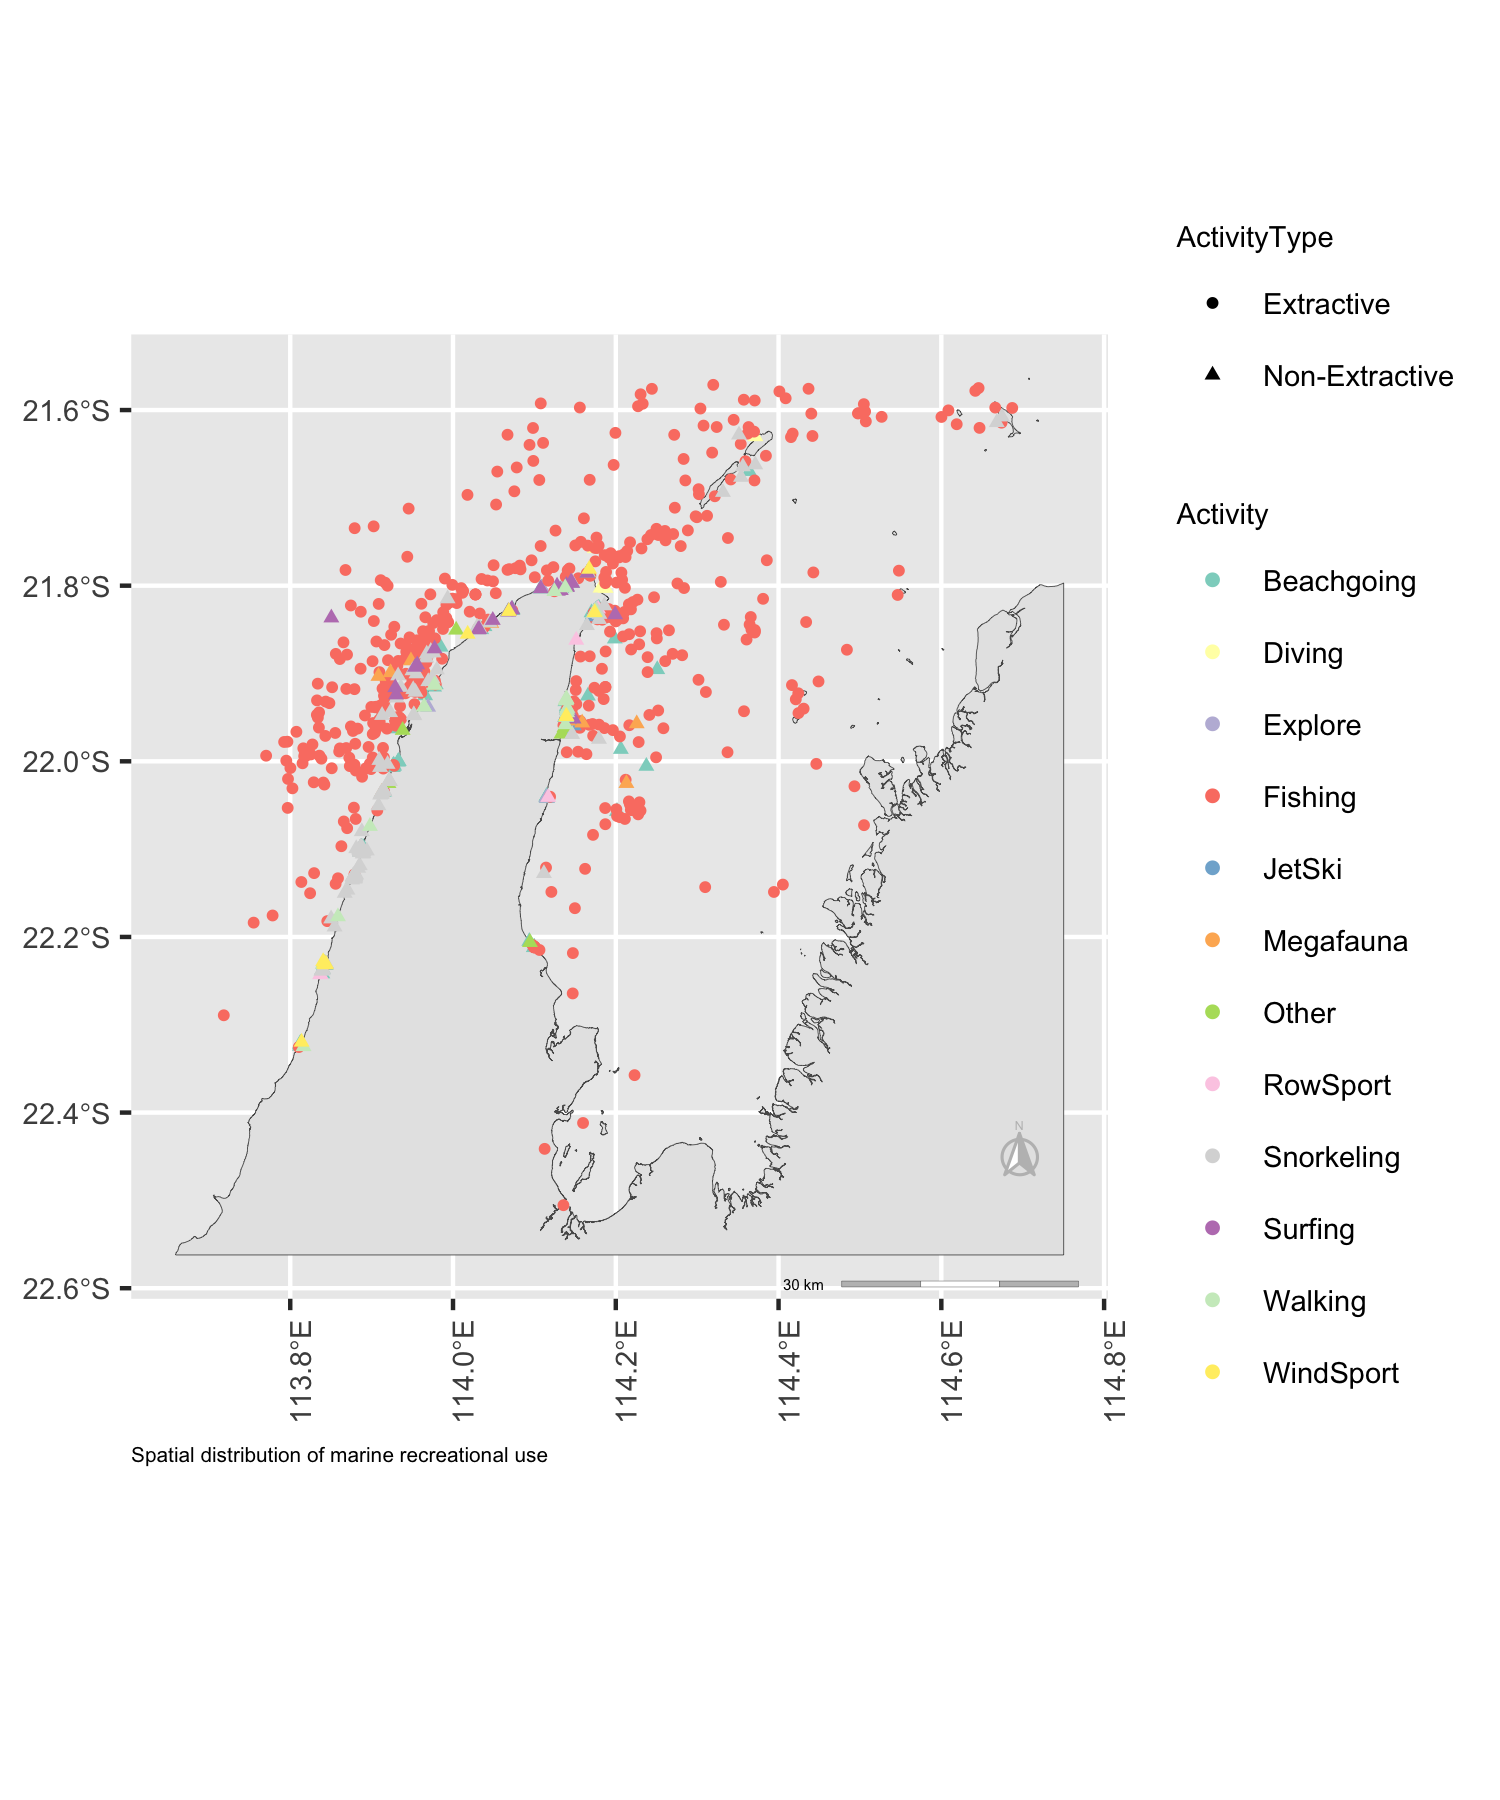 ActivityType
Extractive
Non-Extractive
Activity
Beachgoing
Diving
Explore
Fishing
JetSki
Megafauna
Other
RowSport
Snorkeling
Surfing
Walking
WindSport
21.6°S
21.8°S
22.0°S
22.2°S
22.4°S
22.6°S
N
30 km
113.8°E
114.0°E
114.2°E
114.4°E
114.6°E
114.8°E
Spatial distribution of marine recreational use